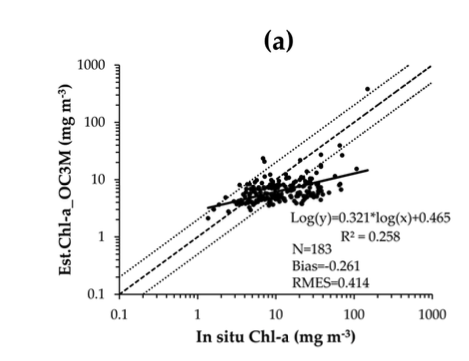 (a)
Est.Chl-a_OC3M (mg m-3)
1000
100
10
1
0.1
Log(y)=0.321*log(x)+0.465
R² = 0.258
N=183
Bias=-0.261
RMES=0.414
0.1 1 10 100 1000
In situ Chl-a (mg m-3)